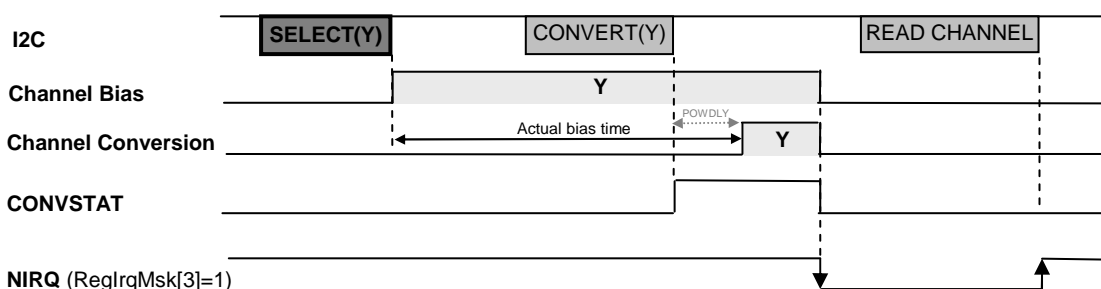 I2C SELECT(Y) CONVERT(Y) READ CHANNEL
Channel Bias Y
POWDLY
Actual bias time
Channel Conversion Y
CONVSTAT
NIRQ (RegIrqMsk[3]=1)